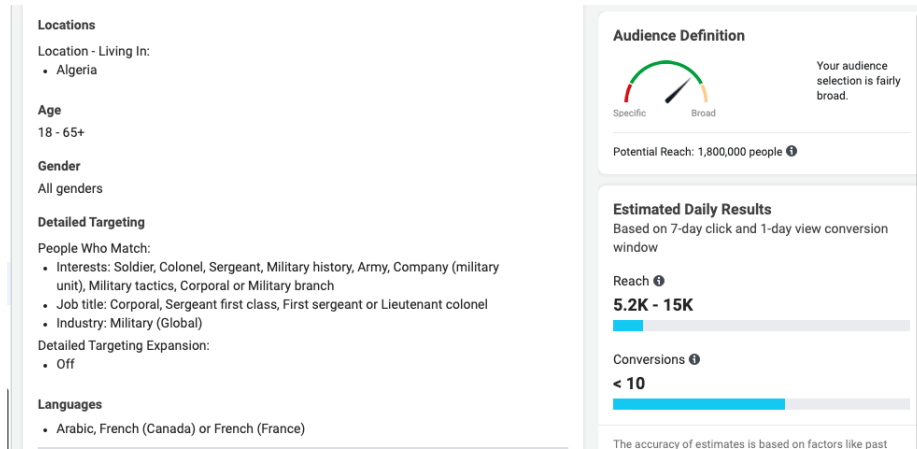 Locations
Location - Living In:
• Algeria
Age
18 - 65+
Gender
All genders
Detailed Targeting
People Who Match:
• Interests: Soldier, Colonel, Sergeant, Military history, Army, Company (military
unit), Military tactics, Corporal or Military branch
• Job title: Corporal, Sergeant first class, First sergeant or Lieutenant colonel
• Industry: Military (Global)
Detailed Targeting Expansion:
• Off
Languages
• Arabic, French (Canada) or French (France)
Audience Definition
Specific
Broad
Your audience
selection is fairly
broad.
Potential Reach: 1,800,000 people
Estimated Daily Results
Based on 7-day click and 1-day view conversion
window
Reach
5.2K - 15K
Conversions
< 10
The accuracy of estimates is based on factors like past